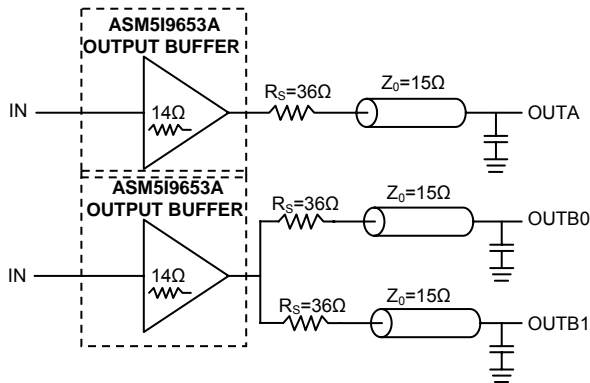 ASM5I9653A
OUTPUT BUFFER
IN
14Ω
RS=36Ω
Z0=15Ω
OUTA
ASM5I9653A
OUTPUT BUFFER
IN
14Ω
RS=36Ω
Z0=15Ω
OUTB0
RS=36Ω
Z0=15Ω
OUTB1